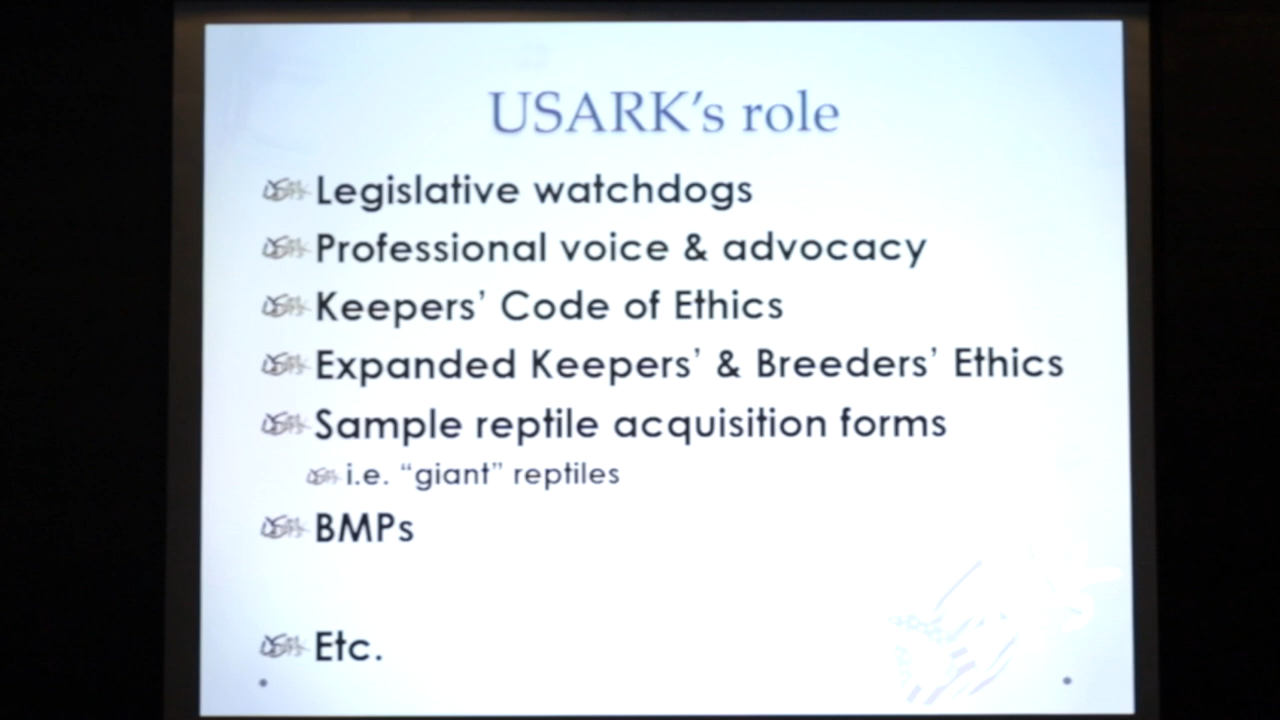 USARK's role
Legislative watchdogs
Professional voice & advocacy
Keepers' Code of Ethics
Expanded Keepers' & Breeders' Ethics
Sample reptile acquisition forms
i.e. “giant” reptiles
BMPs
Etc.